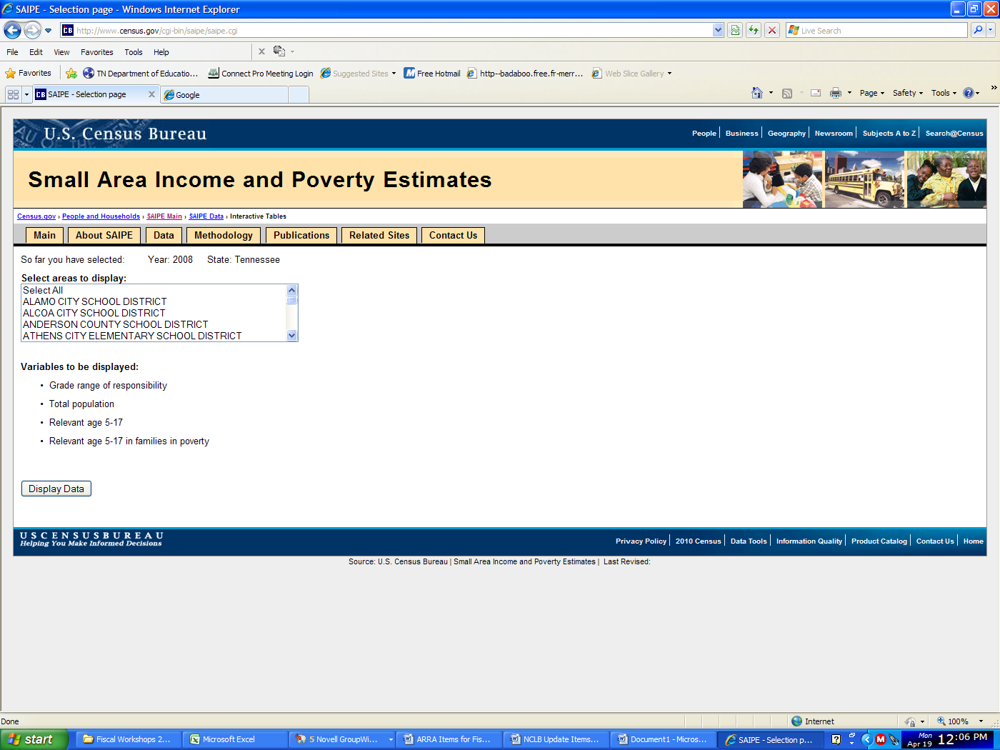 SAIPE - Selection page - Windows Internet Explorer
http://www.census.gov/cgi-bin/saipe/saipe.cgi
Live Search
File Edit View Favorites Tools Help
Favorites TN Department of Educatio... Connect Pro Meeting Login Suggested Sites Free Hotmail http--badaboo.free.fr-merr... Web Slice Gallery
SAIPE - Selection page Google Page Safety Tools
U.S. Census Bureau
People Business Geography Newsroom Subjects A to Z Search@Census
Small Area Income and Poverty Estimates
Census.gov › People and Households › SAIPE Main › SAIPE Data › Interactive Tables
Main About SAIPE Data Methodology Publications Related Sites Contact Us
So far you have selected: Year: 2008 State: Tennessee
Select areas to display:
Select All
ALAMO CITY SCHOOL DISTRICT
ALCOA CITY SCHOOL DISTRICT
ANDERSON COUNTY SCHOOL DISTRICT
ATHENS CITY ELEMENTARY SCHOOL DISTRICT
Variables to be displayed:
• Grade range of responsibility
• Total population
• Relevant age 5-17
• Relevant age 5-17 in families in poverty
Display Data
USCENSUSBUREAU
Helping You Make Informed Decisions
Privacy Policy 2010 Census Data Tools Information Quality Product Catalog Contact Us Home
Source: U.S. Census Bureau | Small Area Income and Poverty Estimates | Last Revised:
Done Internet 100%
start Fiscal Workshops 2... Microsoft Excel 5 Novell GroupWi... ARRA Items for Fis... NCLB Update Items... Document1 - Micros... SAIPE - Selection p... Mon Apr 19 12:06 PM